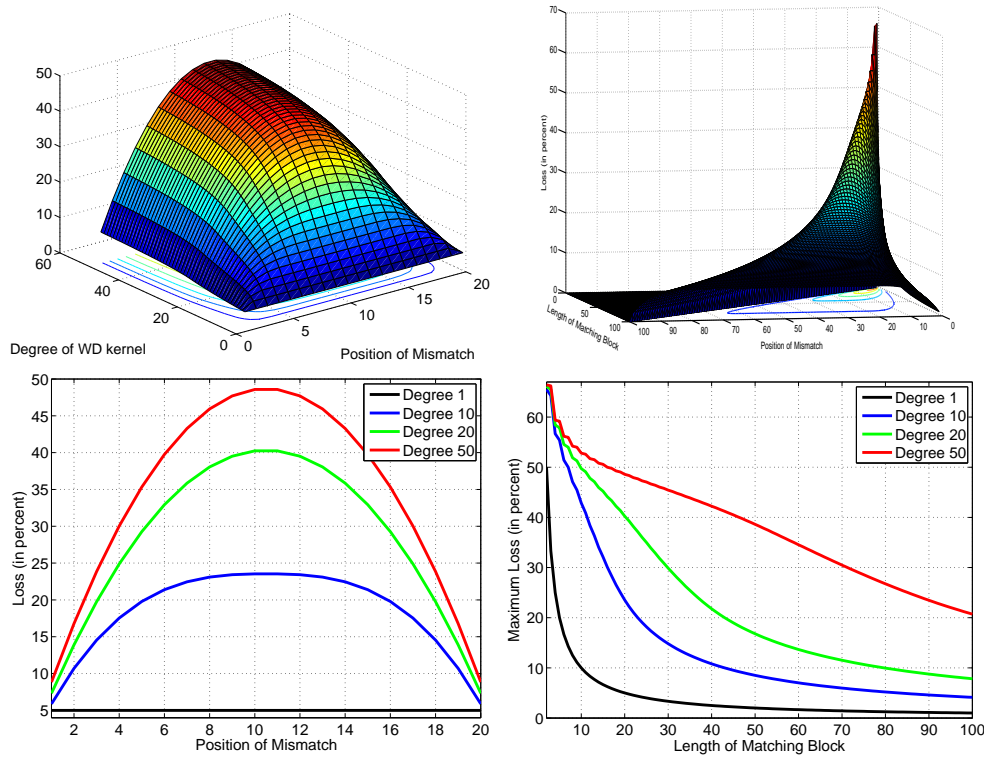 50
40
30
20
10
0
60
40
20
0
0
5
10
15
20
Degree of WD kernel
Position of Mismatch
70
60
50
40
30
20
10
0
Loss (in percent)
0
50
100
Length of Matching Block
100 90 80 70 60 50 40 30 20 10 0
Position of Mismatch
50
45
40
35
30
25
20
15
10
5
Loss (in percent)
Degree 1
Degree 10
Degree 20
Degree 50
2 4 6 8 10 12 14 16 18 20
Position of Mismatch
60
50
40
30
20
10
0
Maximum Loss (in percent)
Degree 1
Degree 10
Degree 20
Degree 50
10 20 30 40 50 60 70 80 90 100
Length of Matching Block